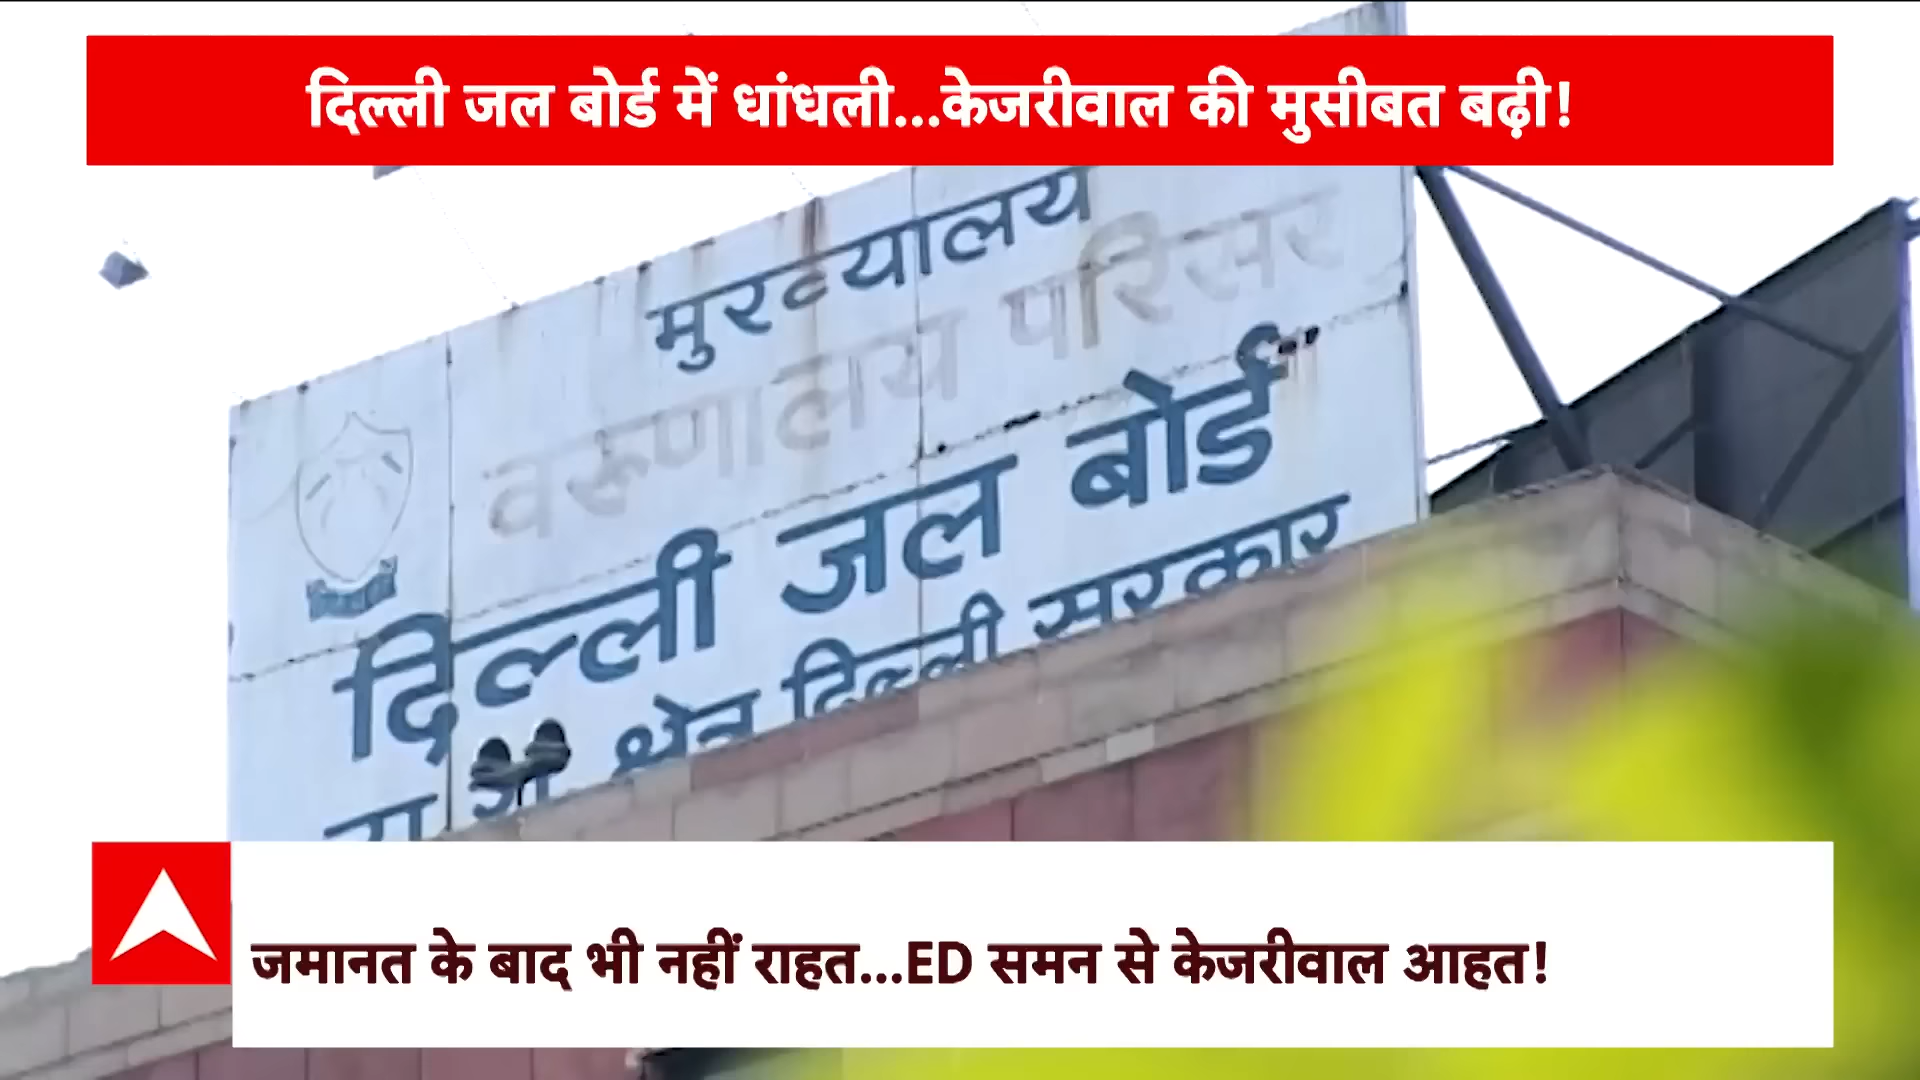 दिल्ली जल बोर्ड में धांधली...केजरीवाल की मुसीबत बढ़ी!
मुख्यालय
वरुणालय परिसर
दिल्ली जल बोर्ड
क्षेत्र दिल्ली सरकार
जमानत के बाद भी नहीं राहत...ED समन से केजरीवाल आहत!